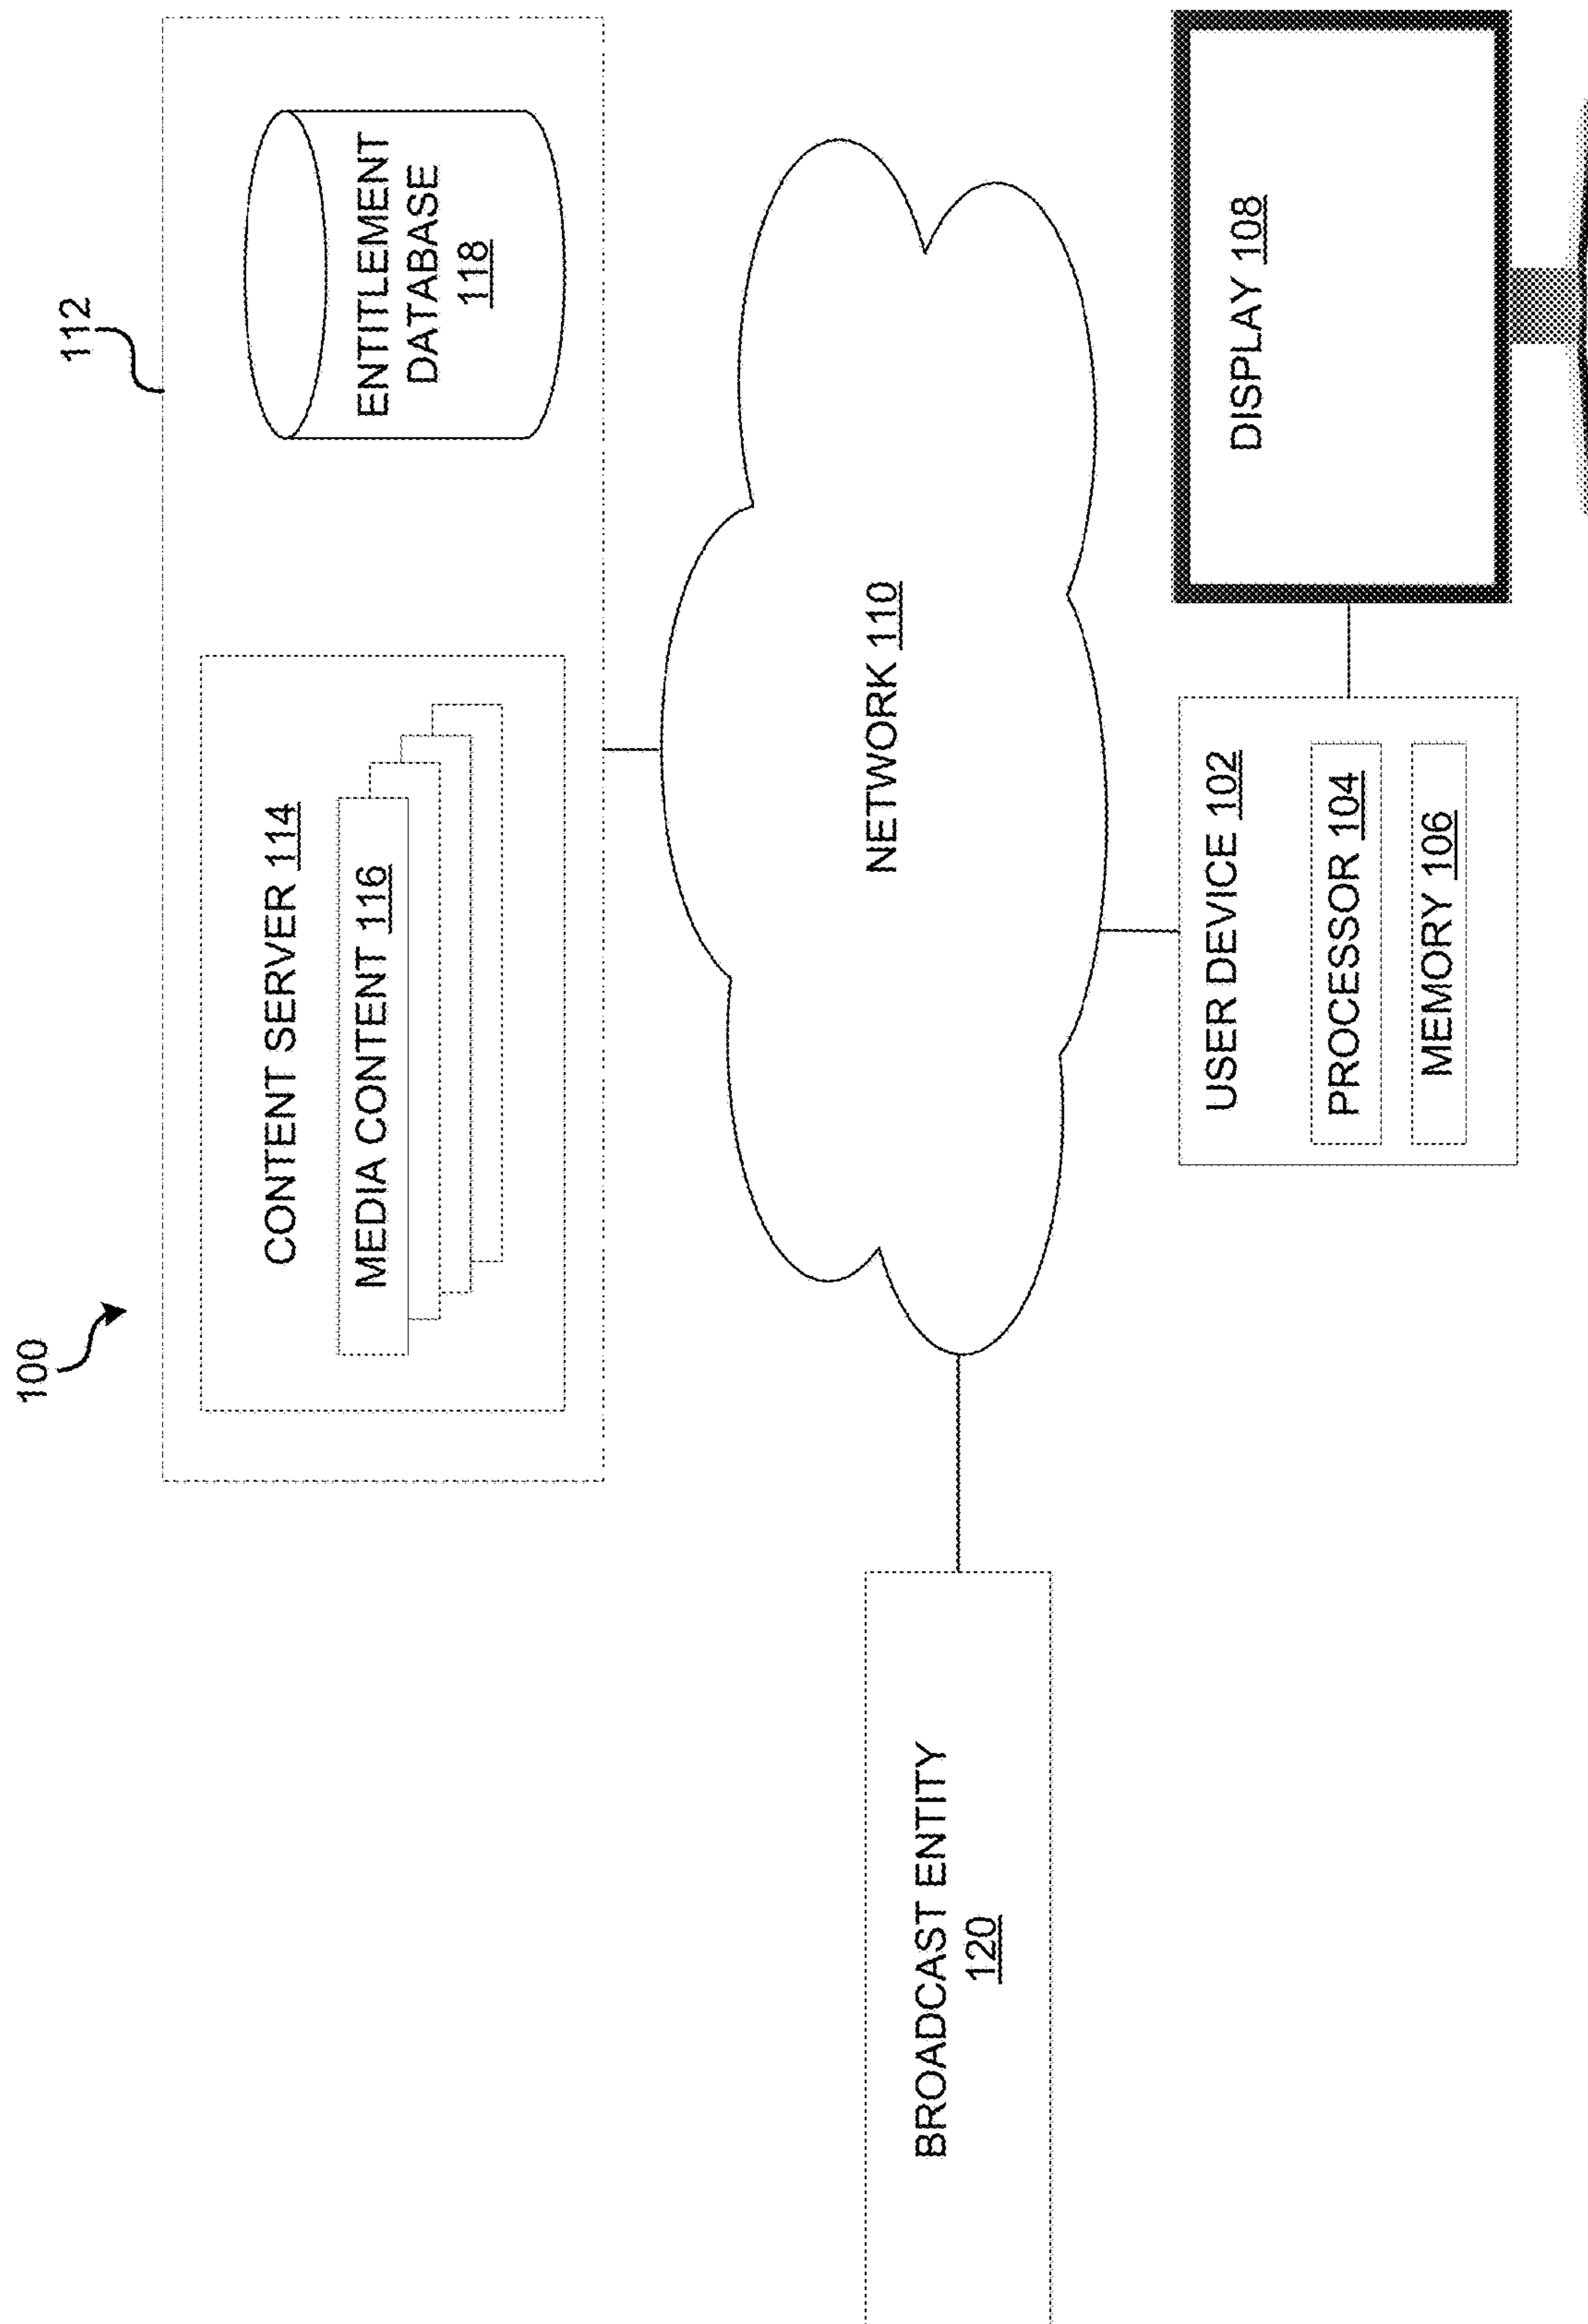 100
112
CONTENT SERVER 114
MEDIA CONTENT 116
ENTITLEMENT
DATABASE
118
NETWORK 110
BROADCAST ENTITY
120
USER DEVICE 102
PROCESSOR 104
MEMORY 106
DISPLAY 108